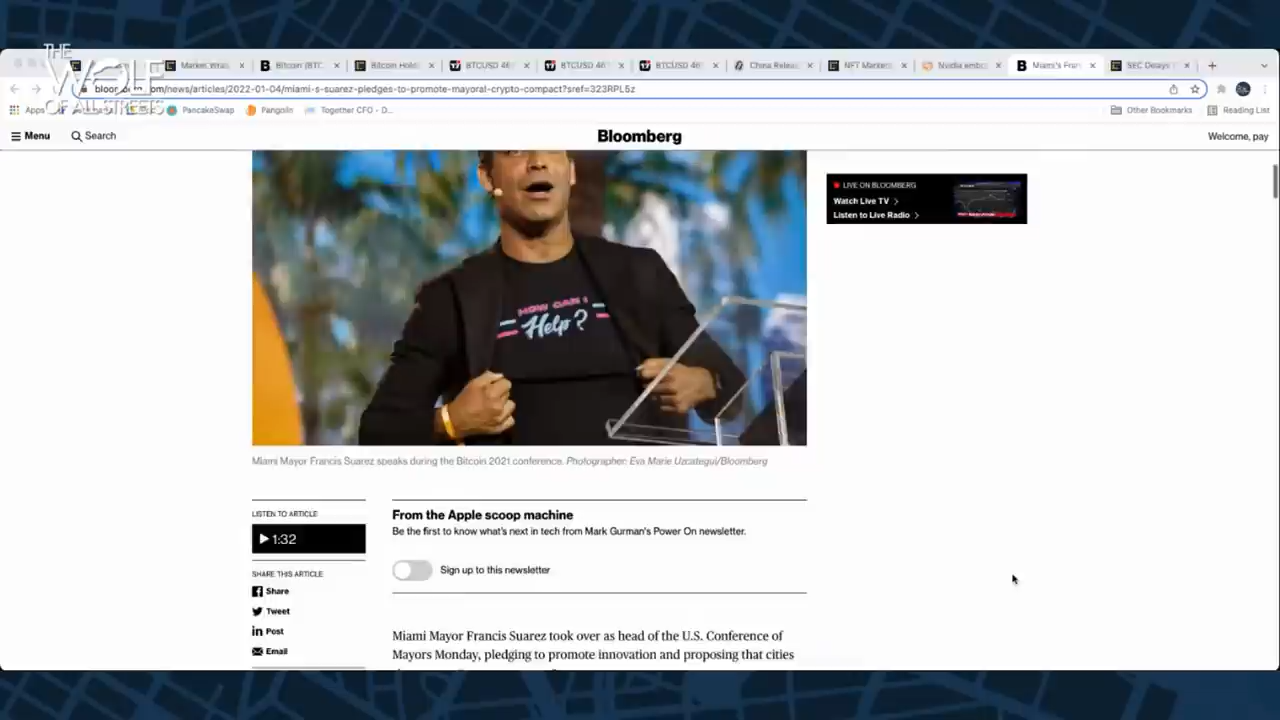 THE
WOLF
OF ALL STREETS
Market Wrap
Bitcoin (BTC
Bitcoin Hold
BTCUSD 46
BTCUSD 46
BTCUSD 46
China Relea
NFT Market
Nvidia emb
Miami's Fran
SEC Delays
.com/news/articles/2022-01-04/miami-s-suarez-pledges-to-promote-mayoral-crypto-compact?sref=323RPL5z
Apps
PancakeSwap
Pangolin
Together CFO - D...
Other Bookmarks
Reading List
Menu
Search
Bloomberg
Welcome, pay
LIVE ON BLOOMBERG
Watch Live TV
Listen to Live Radio
HOW CAN I
Help?
Miami Mayor Francis Suarez speaks during the Bitcoin 2021 conference. Photographer: Eva Marie Uzcategui/Bloomberg
LISTEN TO ARTICLE
1:32
SHARE THIS ARTICLE
Share
Tweet
Post
Email
From the Apple scoop machine
Be the first to know what's next in tech from Mark Gurman's Power On newsletter.
Sign up to this newsletter
Miami Mayor Francis Suarez took over as head of the U.S. Conference of
Mayors Monday, pledging to promote innovation and proposing that cities